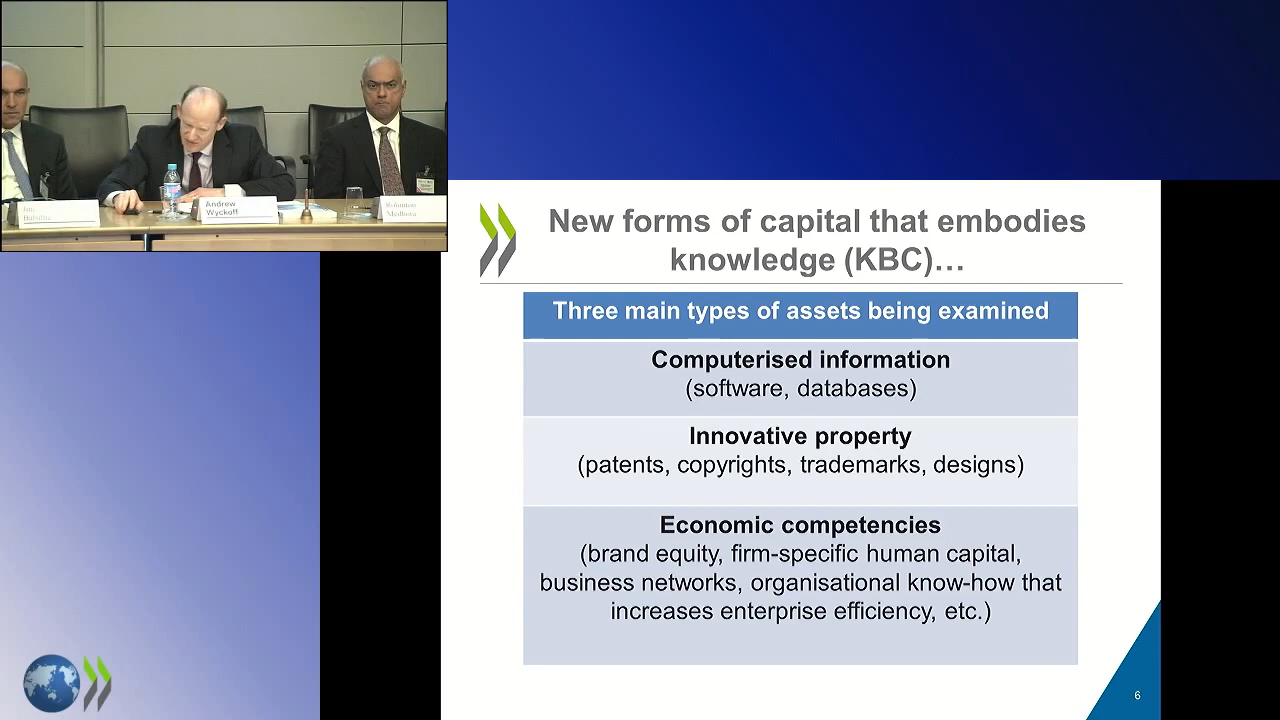 Andrew
Wyckoff
New forms of capital that embodies
knowledge (KBC)…
Three main types of assets being examined
Computerised information
(software, databases)
Innovative property
(patents, copyrights, trademarks, designs)
Economic competencies
(brand equity, firm-specific human capital,
business networks, organisational know-how that
increases enterprise efficiency, etc.)
6